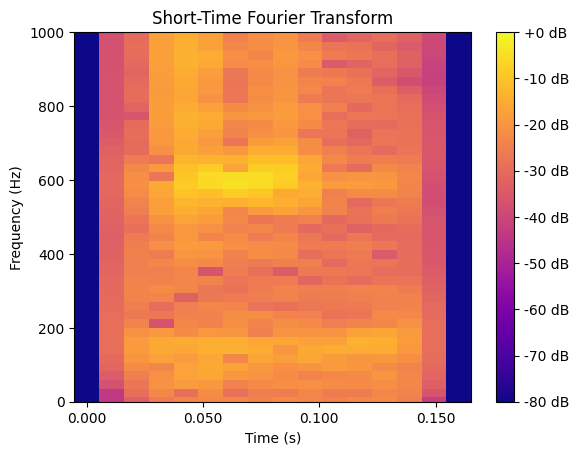 Short-Time Fourier Transform
1000
800
600
400
200
0
Frequency (Hz)
0.000
0.050
0.100
0.150
Time (s)
+0 dB
-10 dB
-20 dB
-30 dB
-40 dB
-50 dB
-60 dB
-70 dB
-80 dB